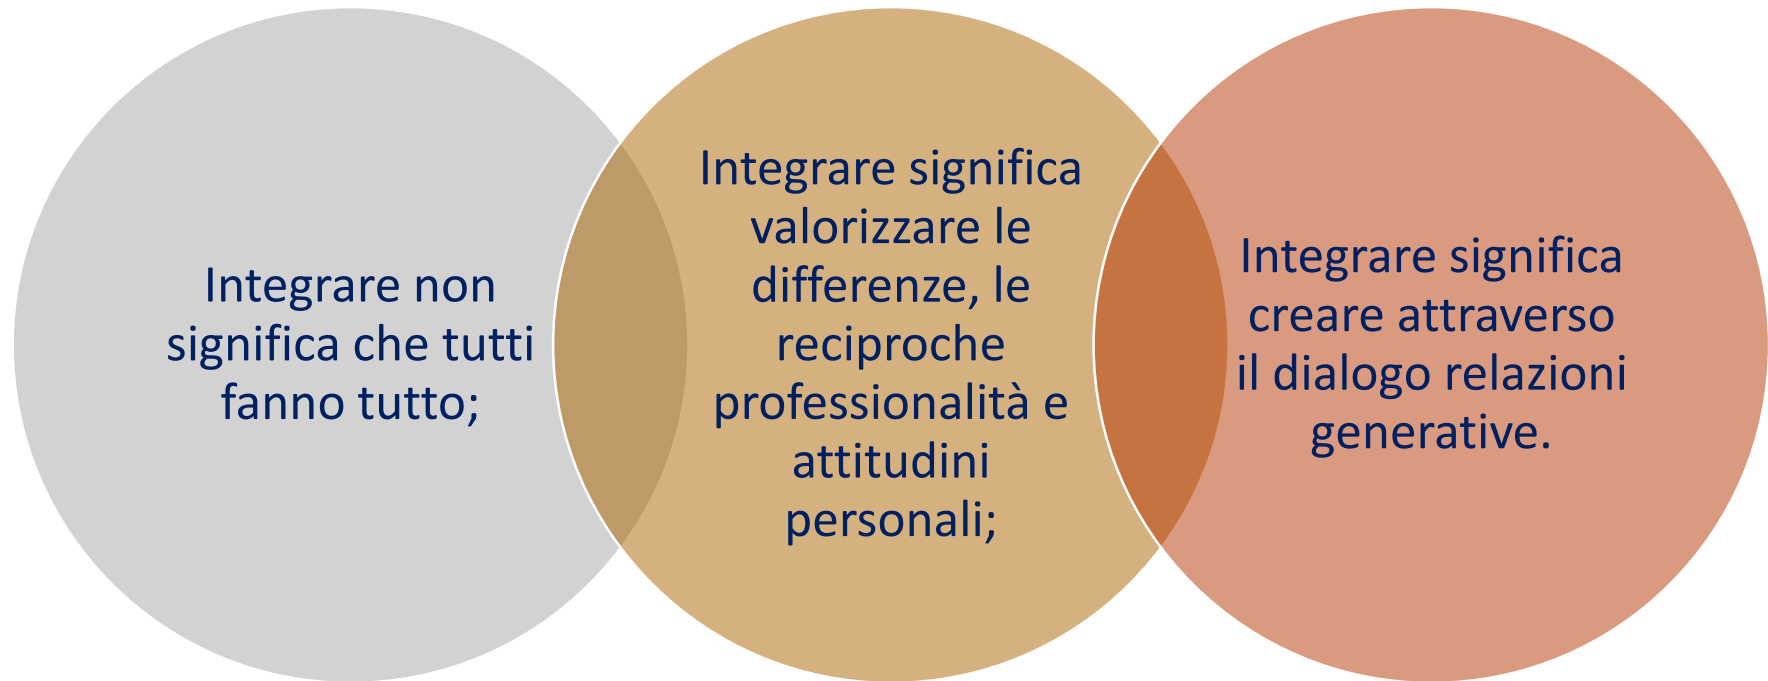 Integrare non
significa che tutti
fanno tutto;
Integrare significa
valorizzare le
differenze, le
reciproche
professionalità e
attitudini
personali;
Integrare significa
creare attraverso
il dialogo relazioni
generative.